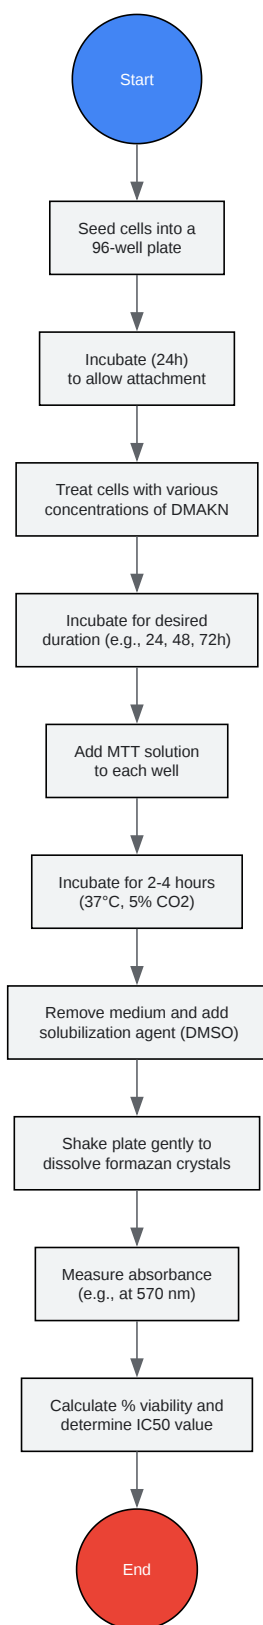 Start
Seed cells into a
96-well plate
Incubate (24h)
to allow attachment
Treat cells with various
concentrations of DMAKN
Incubate for desired
duration (e.g., 24, 48, 72h)
Add MTT solution
to each well
Incubate for 2-4 hours
(37°C, 5% CO2)
Remove medium and add
solubilization agent (DMSO)
Shake plate gently to
dissolve formazan crystals
Measure absorbance
(e.g., at 570 nm)
Calculate % viability and
determine IC50 value
End